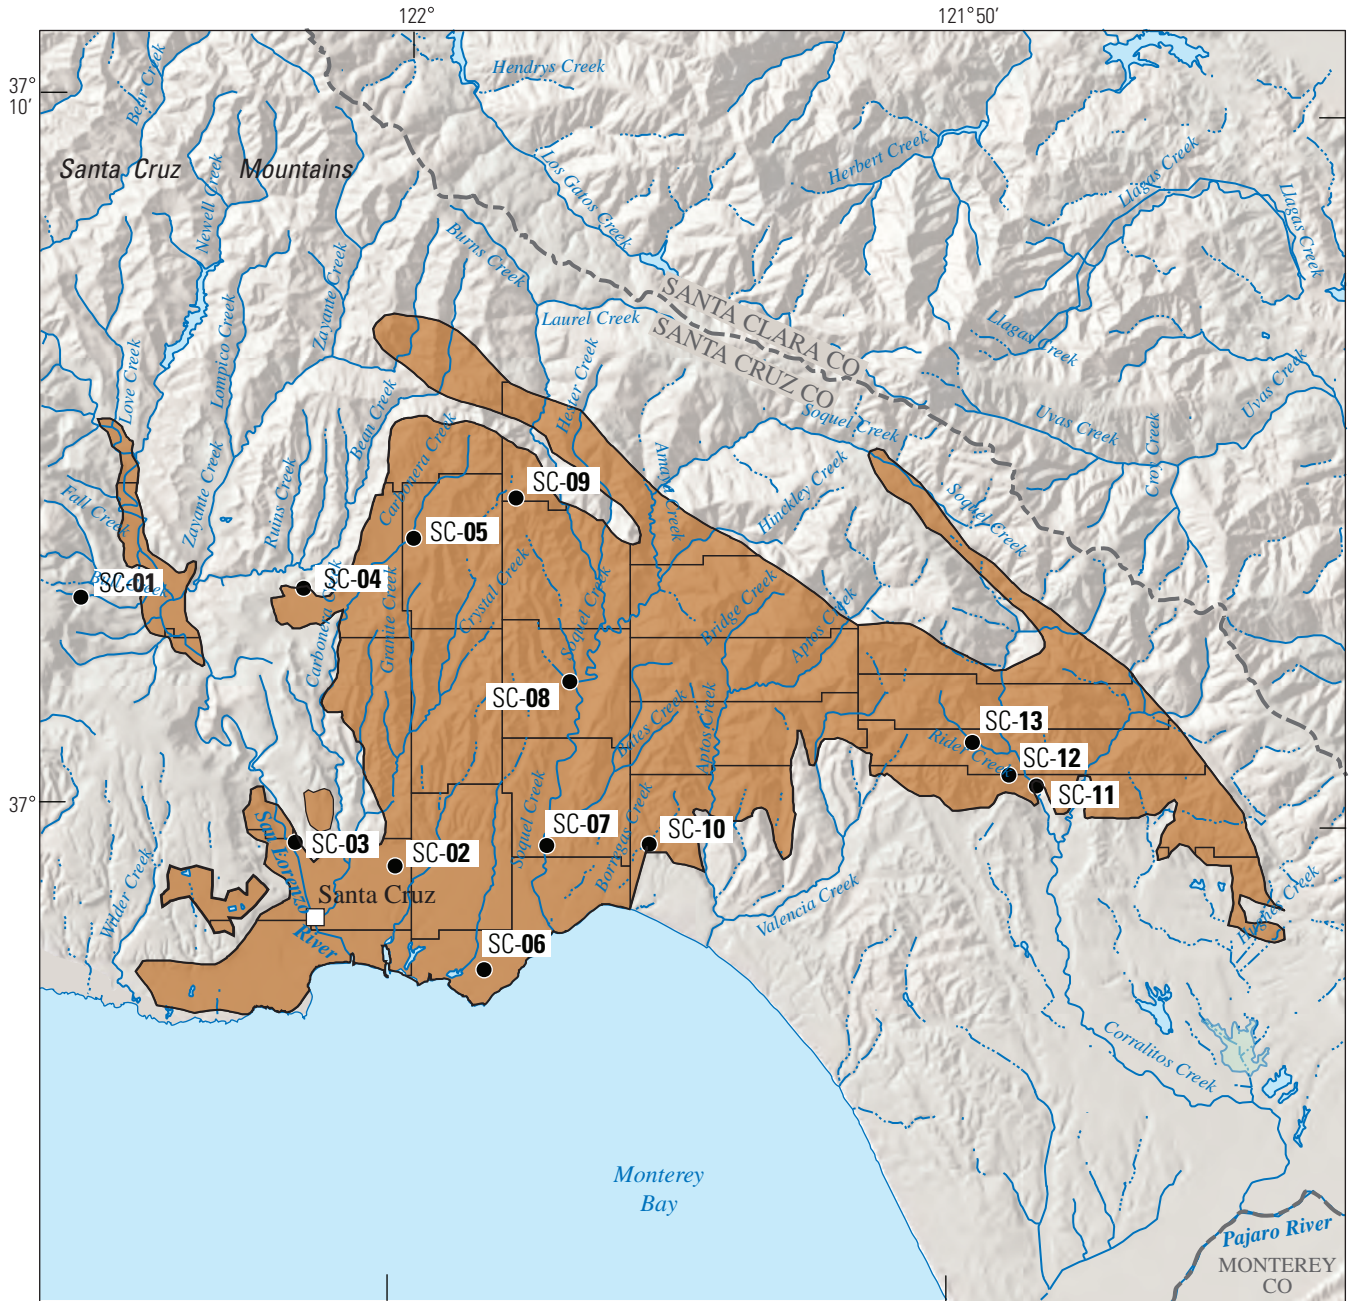 122°
121°50′
37°
10′
Hendrys Creek
Bear Creek
Los Gatos Creek
Herbert Creek
Llagas Creek
Llagas Creek
Santa Cruz Mountains
Newell Creek
Zayante Creek
Burns Creek
SANTA CLARA CO
SANTA CRUZ CO
Laurel Creek
Llagas Creek
Love Creek
Lompico Creek
Hester Creek
Uvas Creek
Uvas Creek
Bean Creek
Soquel Creek
Carbonera Creek
Amaya Creek
Croy Creek
Fall Creek
Zayante Creek
Ruins Creek
SC-09
Hinckley Creek
Soquel Creek
SC-05
SC-01
SC-04
Crystal Creek
Carbonera Creek
Granite Creek
Soquel Creek
Bridge Creek
Aptos Creek
SC-08
Bates Creek
Aptos Creek
SC-13
Rider Creek
SC-12
SC-11
37°
San Lorenzo
River
SC-03
SC-02
Soquel Creek
SC-07
Borregas Creek
SC-10
Santa Cruz
Wilder Creek
Valencia Creek
Hughes Creek
SC-06
Corralitos Creek
Monterey
Bay
Pajaro River
MONTEREY
CO